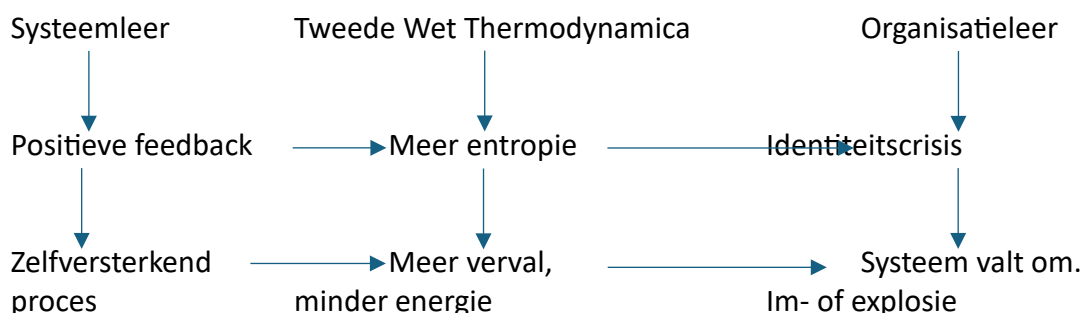 Systeemleer Tweede Wet Thermodynamica Organisatieleer
Positieve feedback Meer entropie Identiteitscrisis
Zelfversterkend Meer verval, Systeem valt om.
proces minder energie Im- of explosie